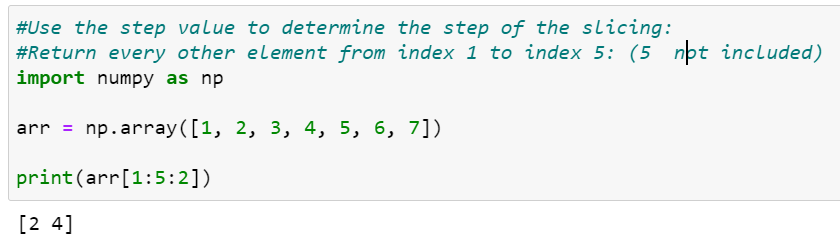 #Use the step value to determine the step of the slicing:
#Return every other element from index 1 to index 5: (5  not included)
import numpy as np
arr = np.array([1, 2, 3, 4, 5, 6, 7])
print(arr[1:5:2])
[2 4]